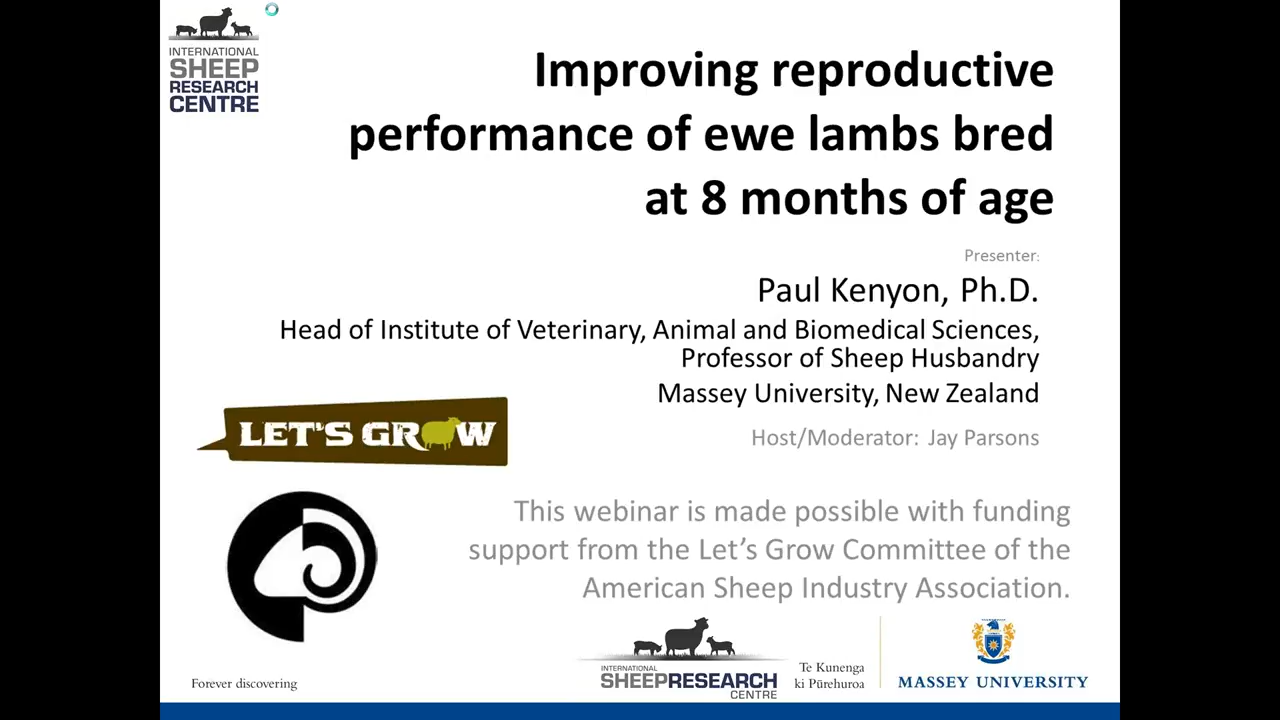 INTERNATIONAL
SHEEP
RESEARCH
CENTRE
Improving reproductive
performance of ewe lambs bred
at 8 months of age
Presenter:
Paul Kenyon, Ph.D.
Head of Institute of Veterinary, Animal and Biomedical Sciences,
Professor of Sheep Husbandry
Massey University, New Zealand
LET'S GROW
Host/Moderator: Jay Parsons
This webinar is made possible with funding
support from the Let's Grow Committee of the
American Sheep Industry Association.
Forever discovering
INTERNATIONAL
SHEEPRESEARCH
CENTRE
Te Kunenga
ki Pūrehuroa
MASSEY UNIVERSITY